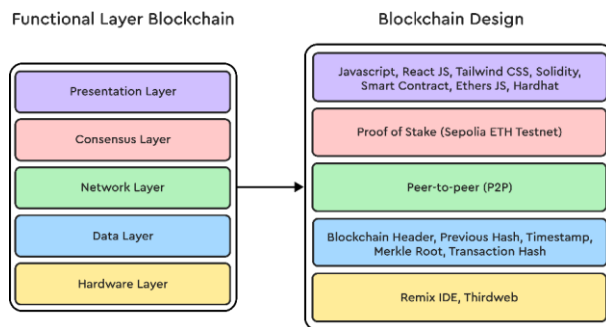 Functional Layer Blockchain
Presentation Layer
Consensus Layer
Network Layer
Data Layer
Hardware Layer
Blockchain Design
Javascript, React JS, Tailwind CSS, Solidity,
Smart Contract, Ethers JS, Hardhat
Proof of Stake (Sepolia ETH Testnet)
Peer-to-peer (P2P)
Blockchain Header, Previous Hash, Timestamp,
Merkle Root, Transaction Hash
Remix IDE, Thirdweb